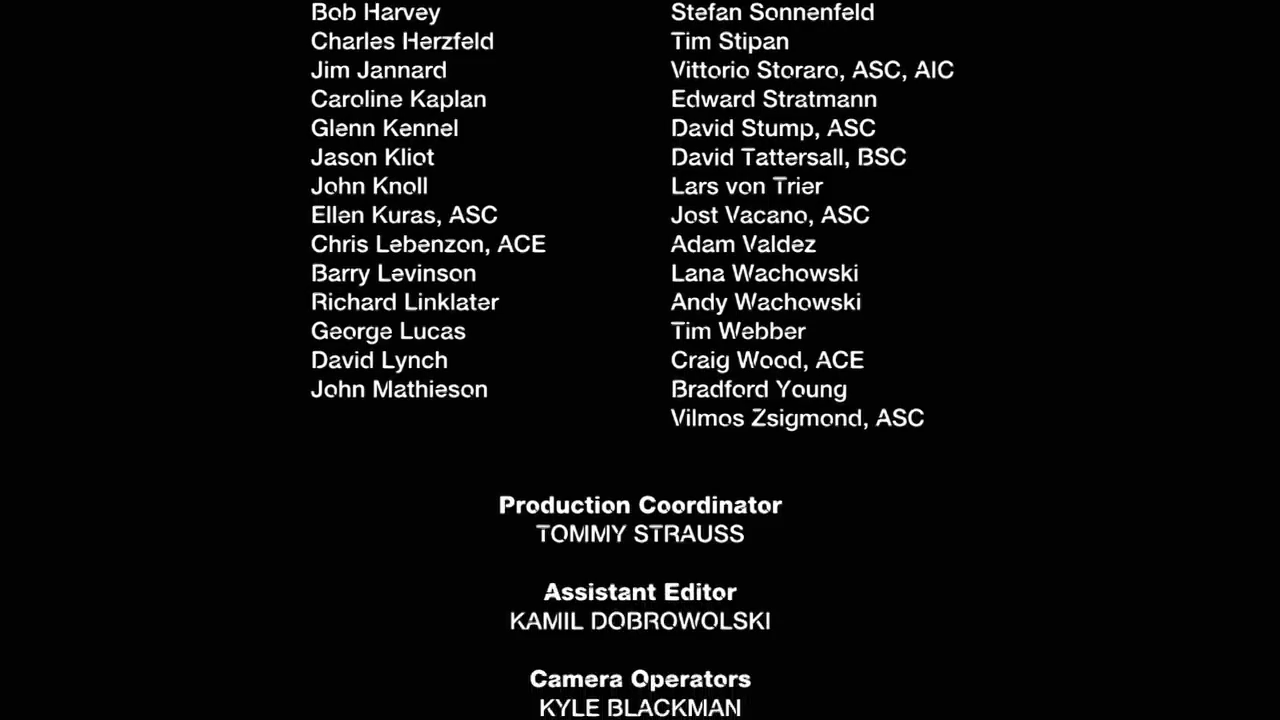 Bob Harvey
Charles Herzfeld
Jim Jannard
Caroline Kaplan
Glenn Kennel
Jason Kliot
John Knoll
Ellen Kuras, ASC
Chris Lebenzon, ACE
Barry Levinson
Richard Linklater
George Lucas
David Lynch
John Mathieson
Stefan Sonnenfeld
Tim Stipan
Vittorio Storaro, ASC, AIC
Edward Stratmann
David Stump, ASC
David Tattersall, BSC
Lars von Trier
Jost Vacano, ASC
Adam Valdez
Lana Wachowski
Andy Wachowski
Tim Webber
Craig Wood, ACE
Bradford Young
Vilmos Zsigmond, ASC
Production Coordinator
TOMMY STRAUSS
Assistant Editor
KAMIL DOBROWOLSKI
Camera Operators
KYLE BLACKMAN